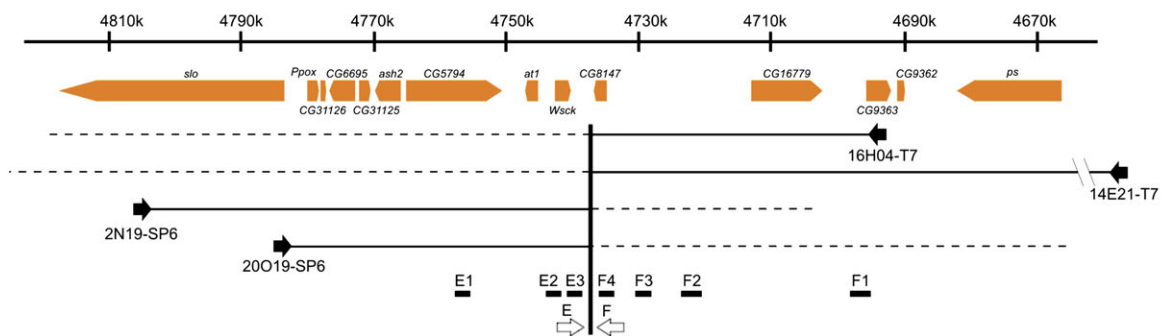 4810k 4790k 4770k 4750k 4730k 4710k 4690k 4670k
slo Ppox CG6695 ash2 CG5794 at1 CG8147 CG16779 CG9362 ps
CG31126 CG31125 Wsck CG9363
16H04-T7
14E21-T7
2N19-SP6
20O19-SP6
E1 E2 E3 F4 F3 F2 F1
E F